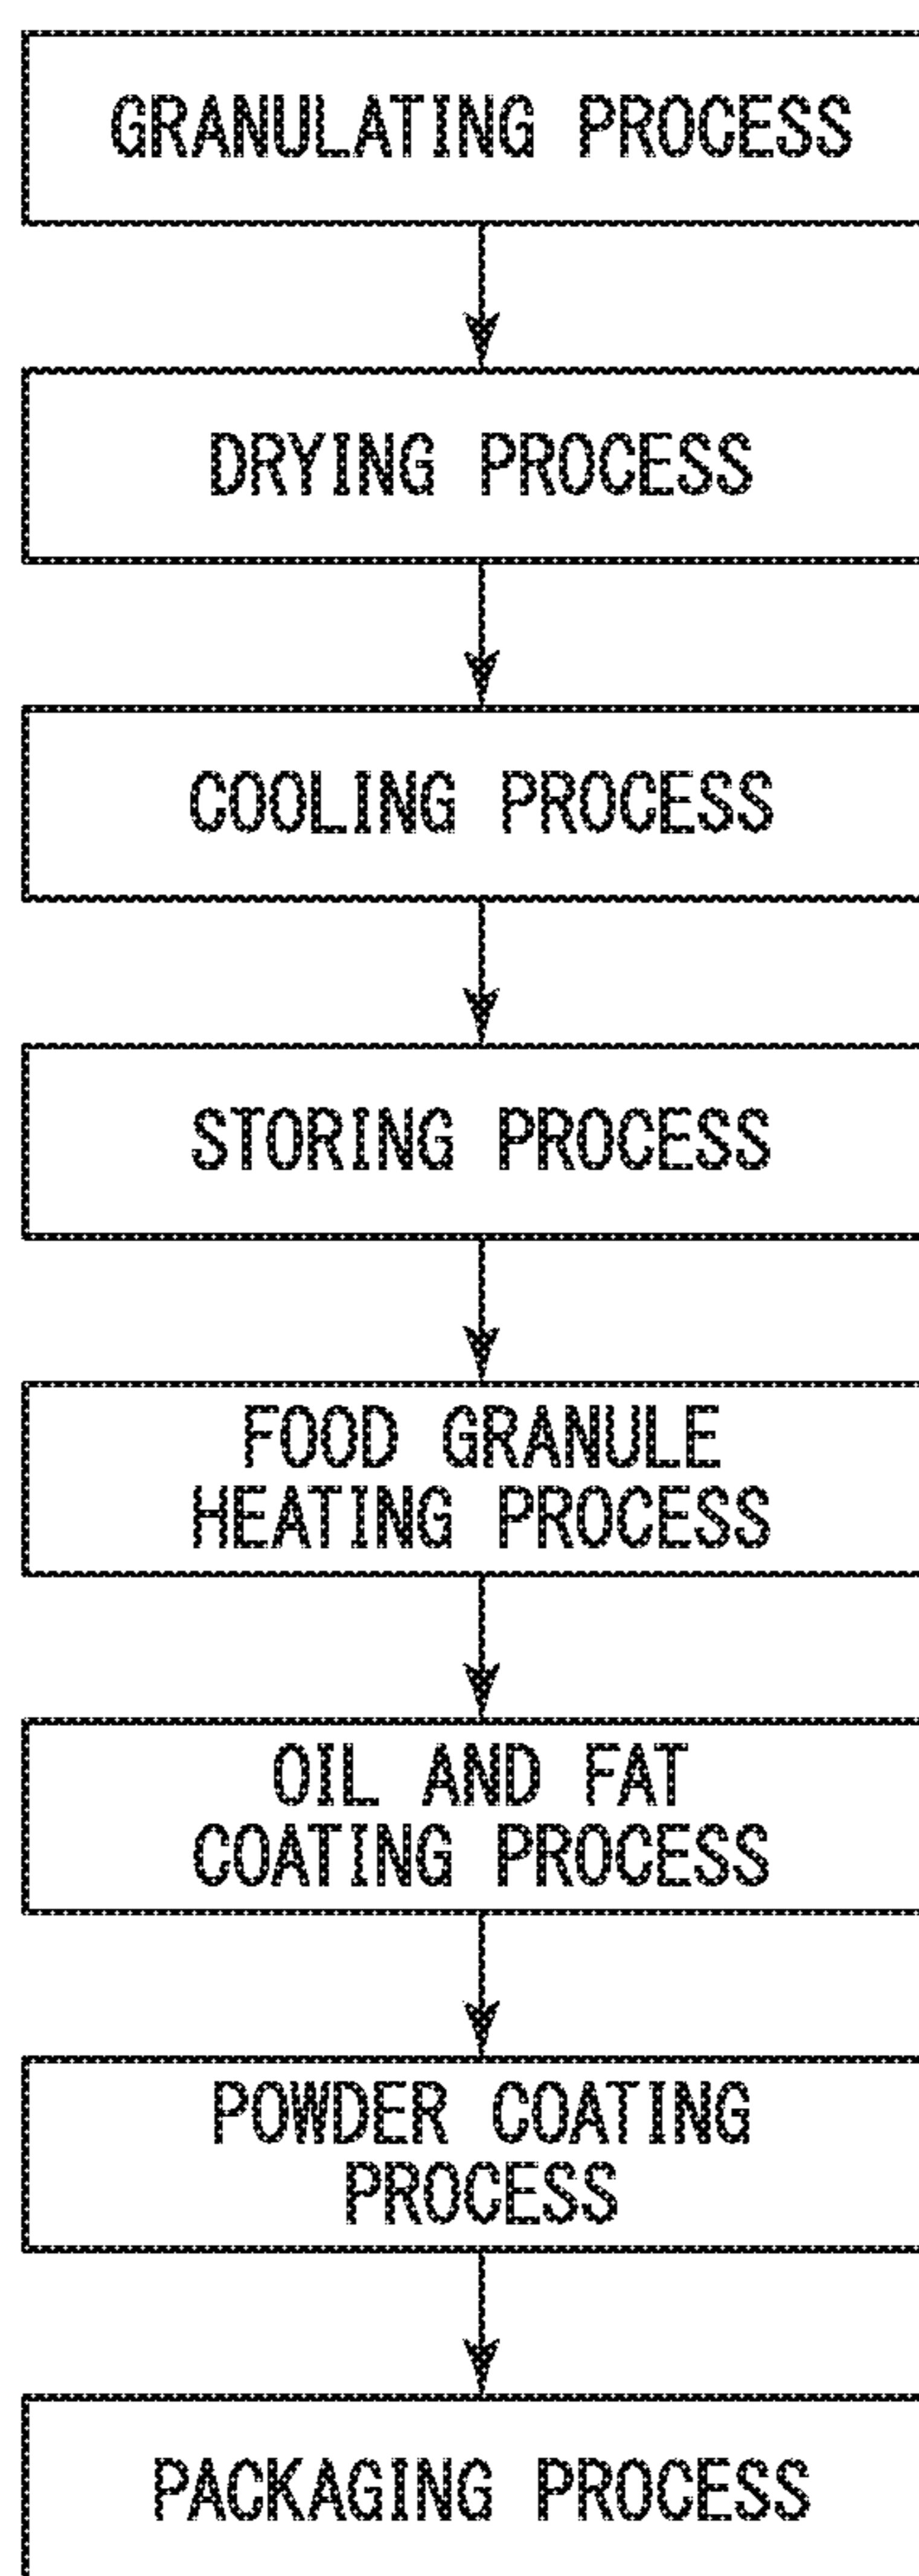 GRANULATING PROCESS
DRYING PROCESS
COOLING PROCESS
STORING PROCESS
FOOD GRANULE
HEATING PROCESS
OIL AND FAT
COATING PROCESS
POWDER COATING
PROCESS
PACKAGING PROCESS